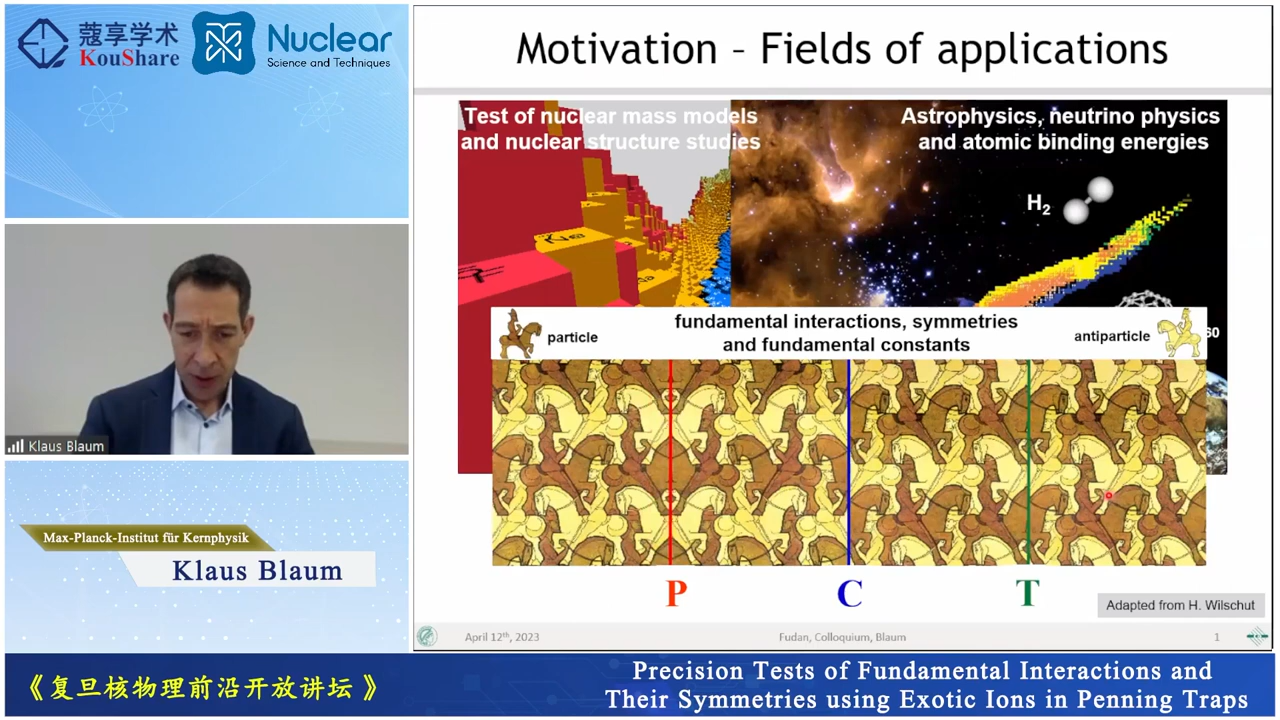 蔻享学术
KouShare
Nuclear
Science and Techniques
Klaus Blaum
Max-Planck-Institut für Kernphysik
Klaus Blaum
Motivation – Fields of applications
Test of nuclear mass models
and nuclear structure studies
Astrophysics, neutrino physics
and atomic binding energies
H2
Ne
60
particle
fundamental interactions, symmetries
and fundamental constants
antiparticle
P
C
T
Adapted from H. Wilschut
April 12th, 2023
Fudan, Colloquium, Blaum
1
《复旦核物理前沿开放讲坛》
Precision Tests of Fundamental Interactions and
Their Symmetries using Exotic Ions in Penning Traps